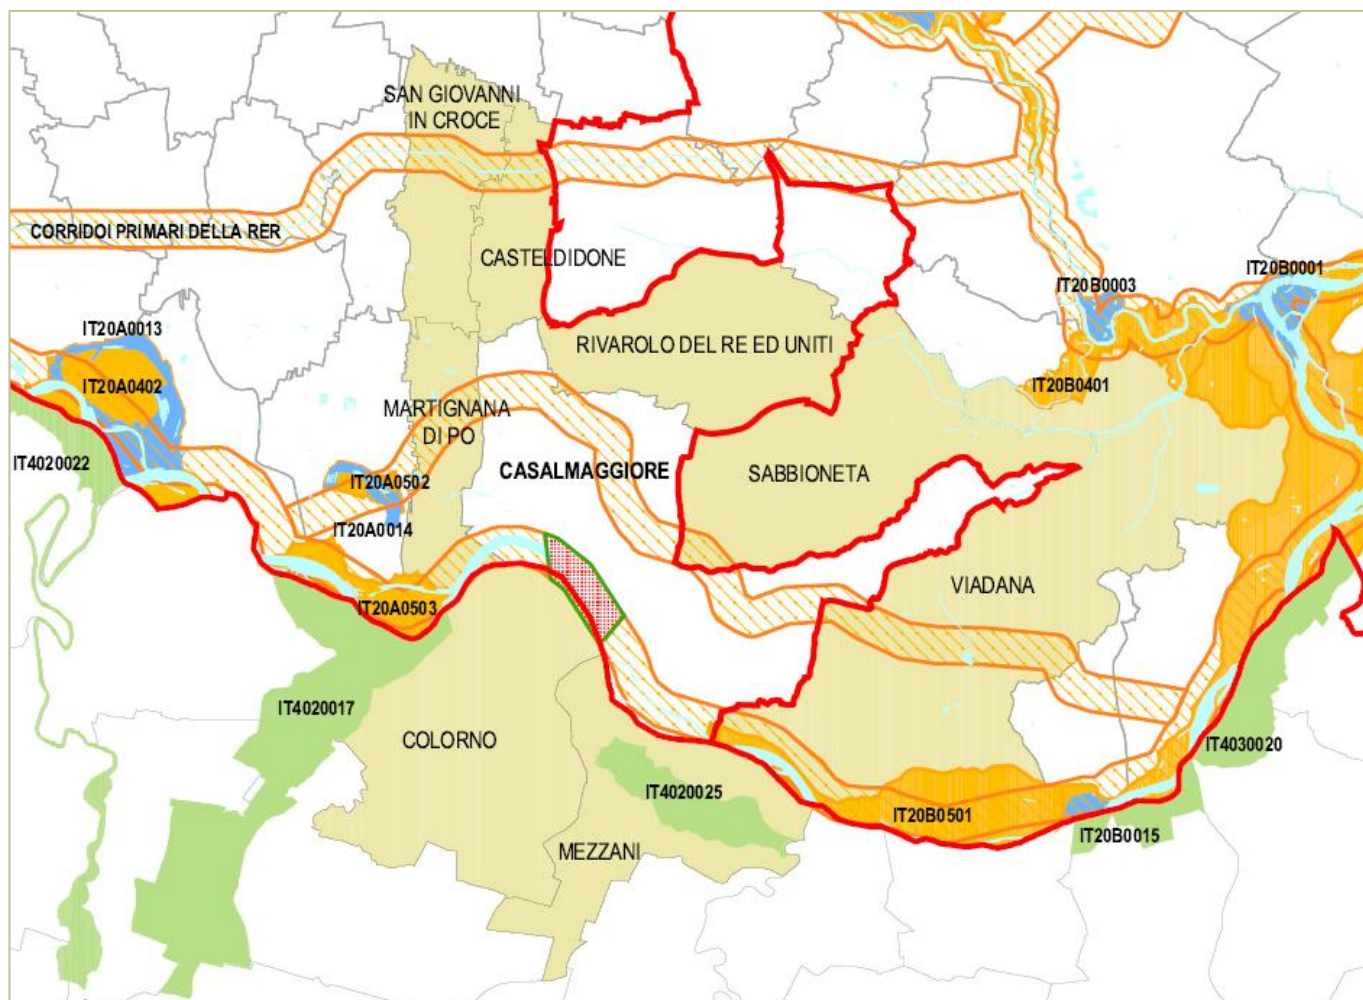 SAN GIOVANNI
IN CROCE
CORRIDOI PRIMARI DELLA RER
CASTELDIDONE
IT20B0001
IT20B0003
IT20A0013
RIVAROLO DEL RE ED UNITI
IT20A0402
IT20B0401
MARTIGNANA
DI PO
IT4020022
CASALMAGGIORE
SABBIONETA
IT20A0502
IT20A0014
VIADANA
IT20A0503
IT4020017
COLORNO
IT4030020
IT4020025
IT20B0501
IT20B0015
MEZZANI